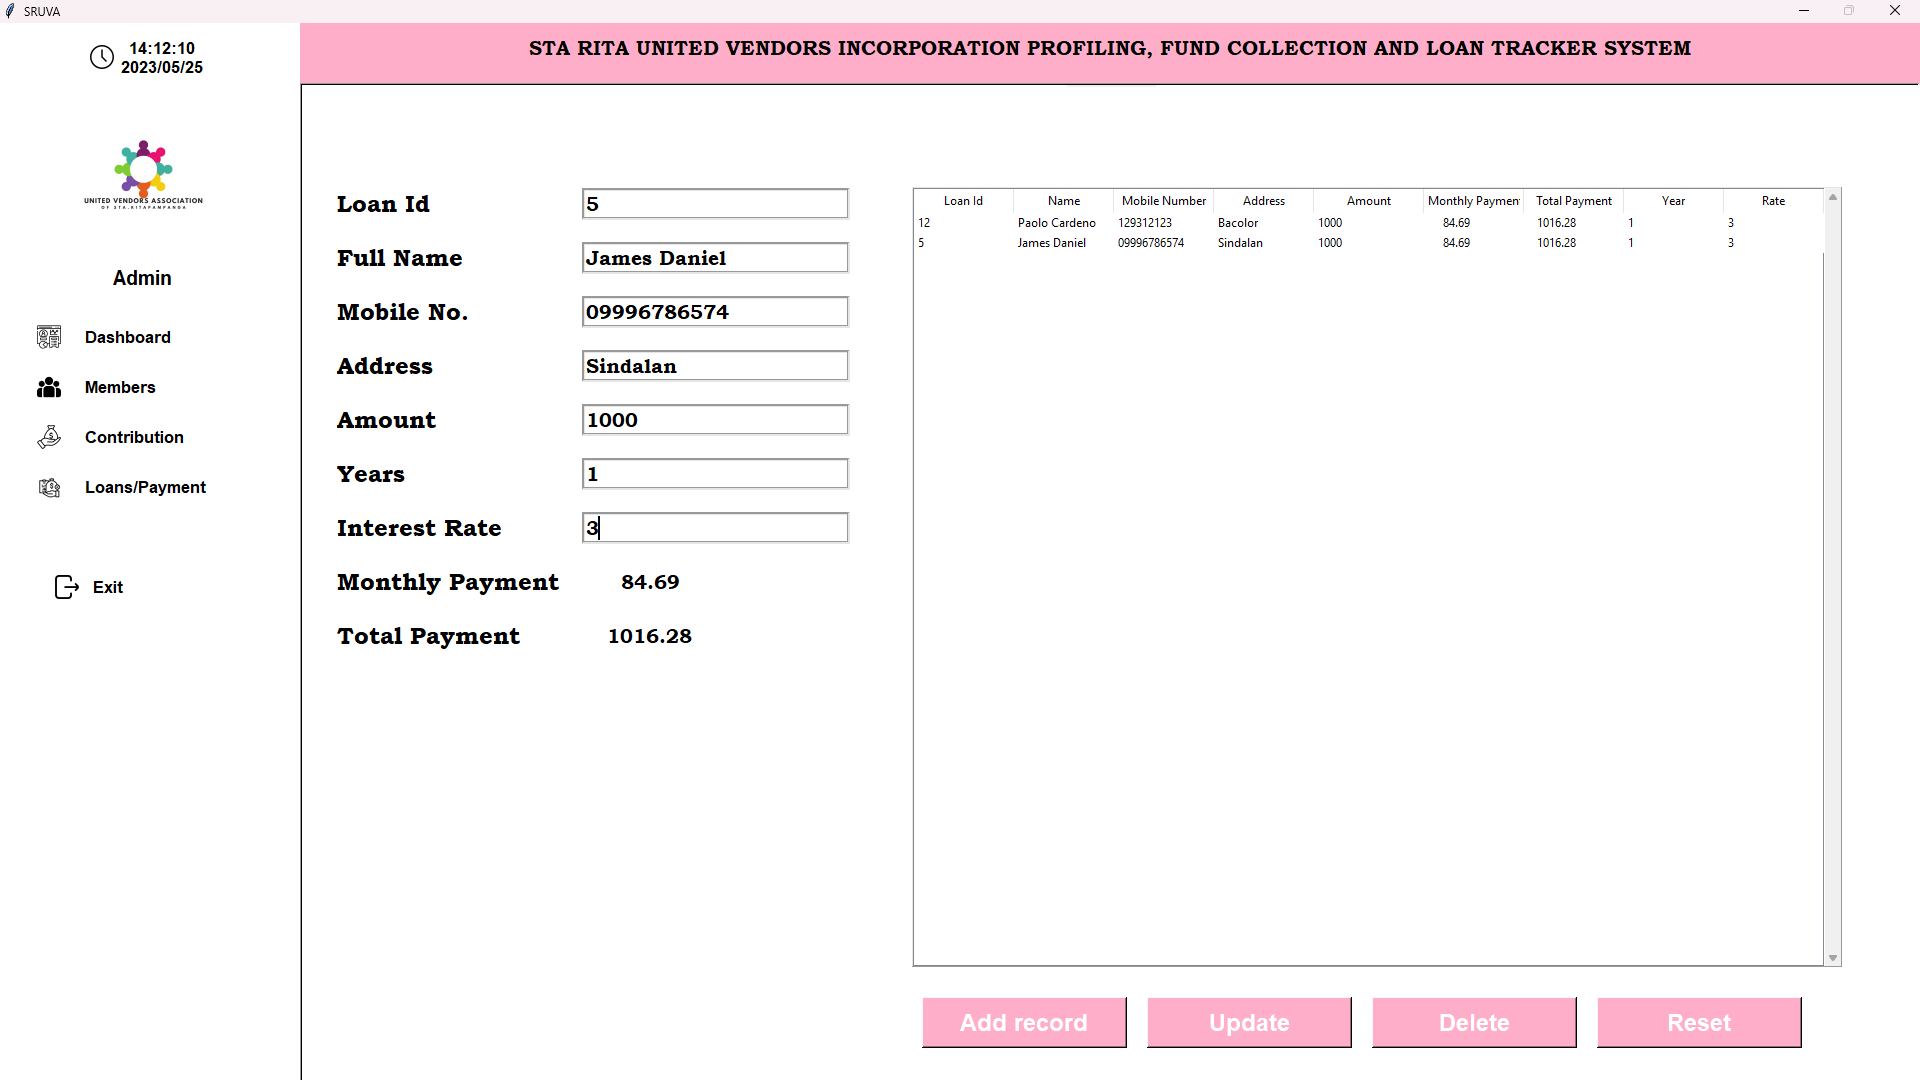 SRUVA
14:12:10
2023/05/25
STA RITA UNITED VENDORS INCORPORATION PROFILING, FUND COLLECTION AND LOAN TRACKER SYSTEM
UNITED VENDORS ASSOCIATION
OF STA.RITAPAMPANGA
Admin
Dashboard
Members
Contribution
Loans/Payment
Exit
Loan Id 5
Full Name James Daniel
Mobile No. 09996786574
Address Sindalan
Amount 1000
Years 1
Interest Rate 3
Monthly Payment 84.69
Total Payment 1016.28
Loan Id Name Mobile Number Address Amount Monthly Paymen Total Payment Year Rate
12 Paolo Cardeno 129312123 Bacolor 1000 84.69 1016.28 1 3
5 James Daniel 09996786574 Sindalan 1000 84.69 1016.28 1 3
Add record Update Delete Reset